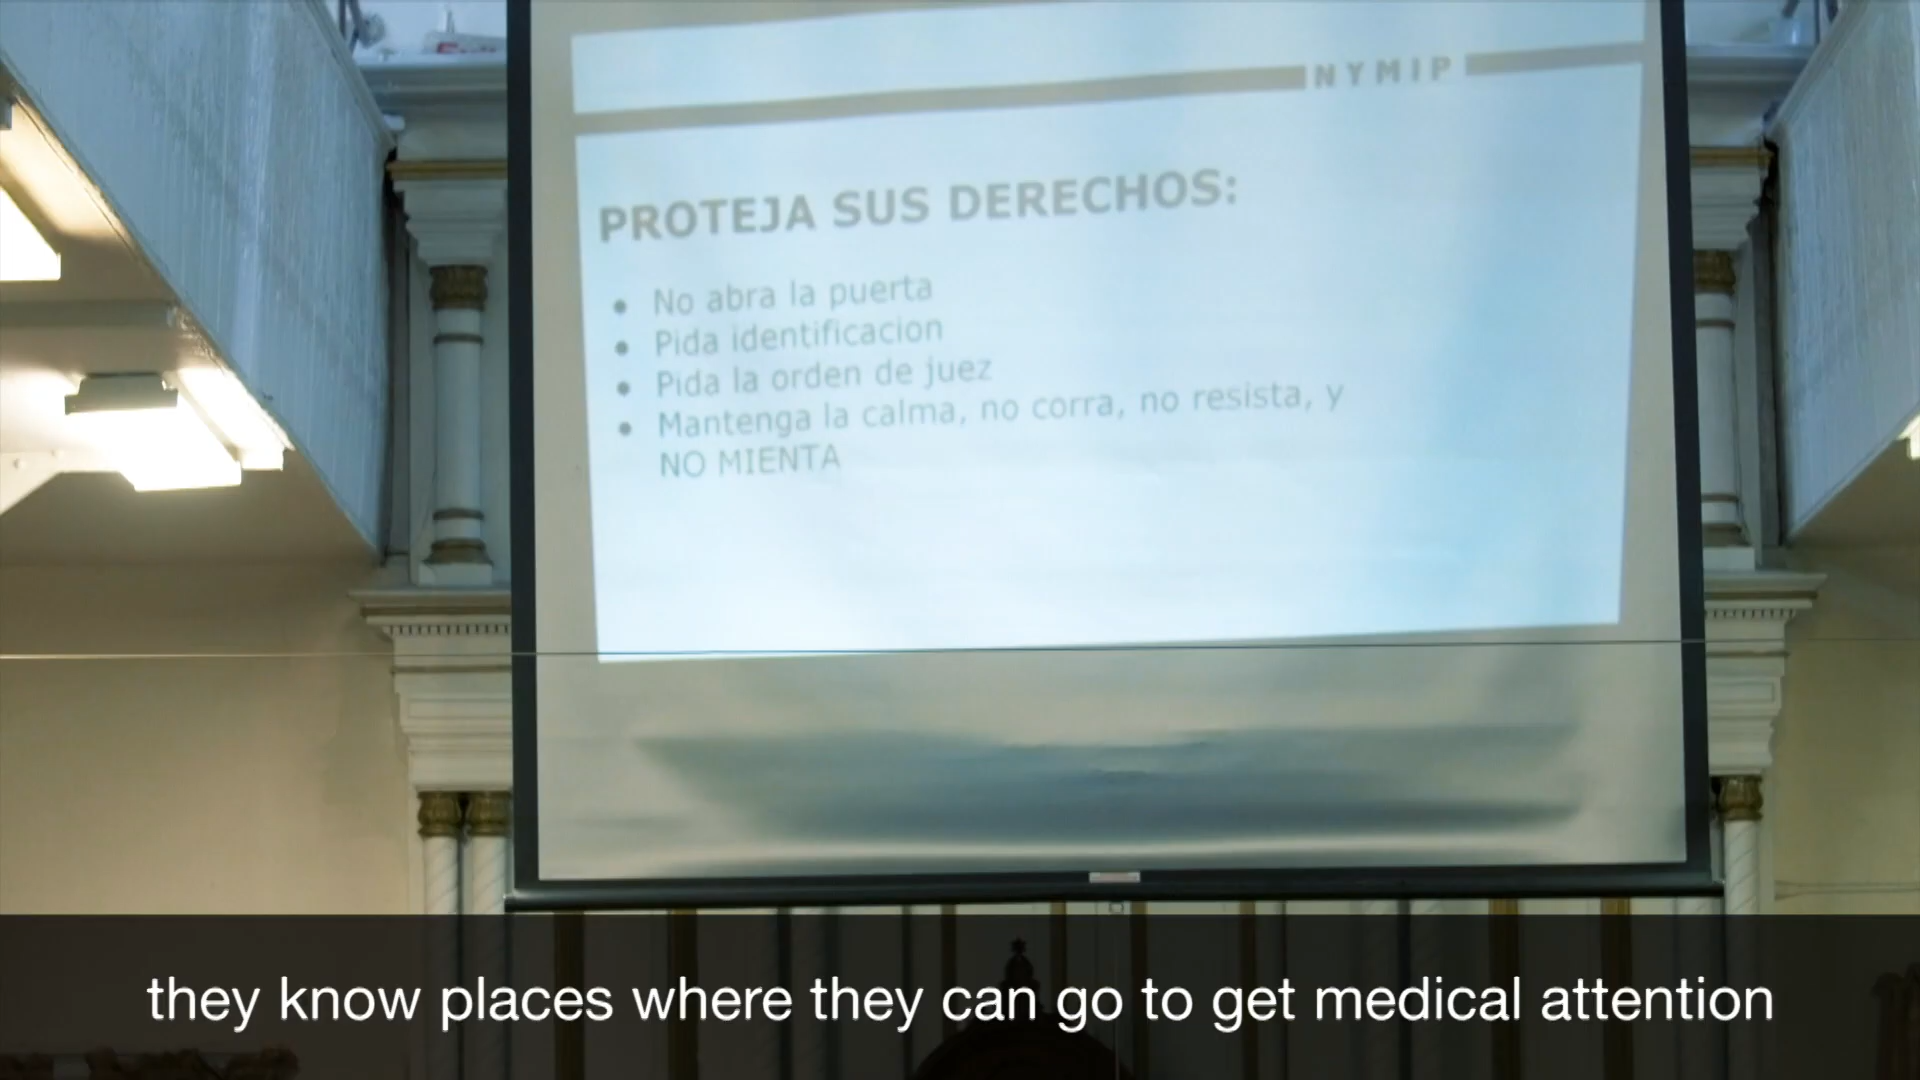 NYMIP
PROTEJA SUS DERECHOS:
• No abra la puerta
• Pida identificacion
• Pida la orden de juez
• Mantenga la calma, no corra, no resista, y
NO MIENTA
they know places where they can go to get medical attention